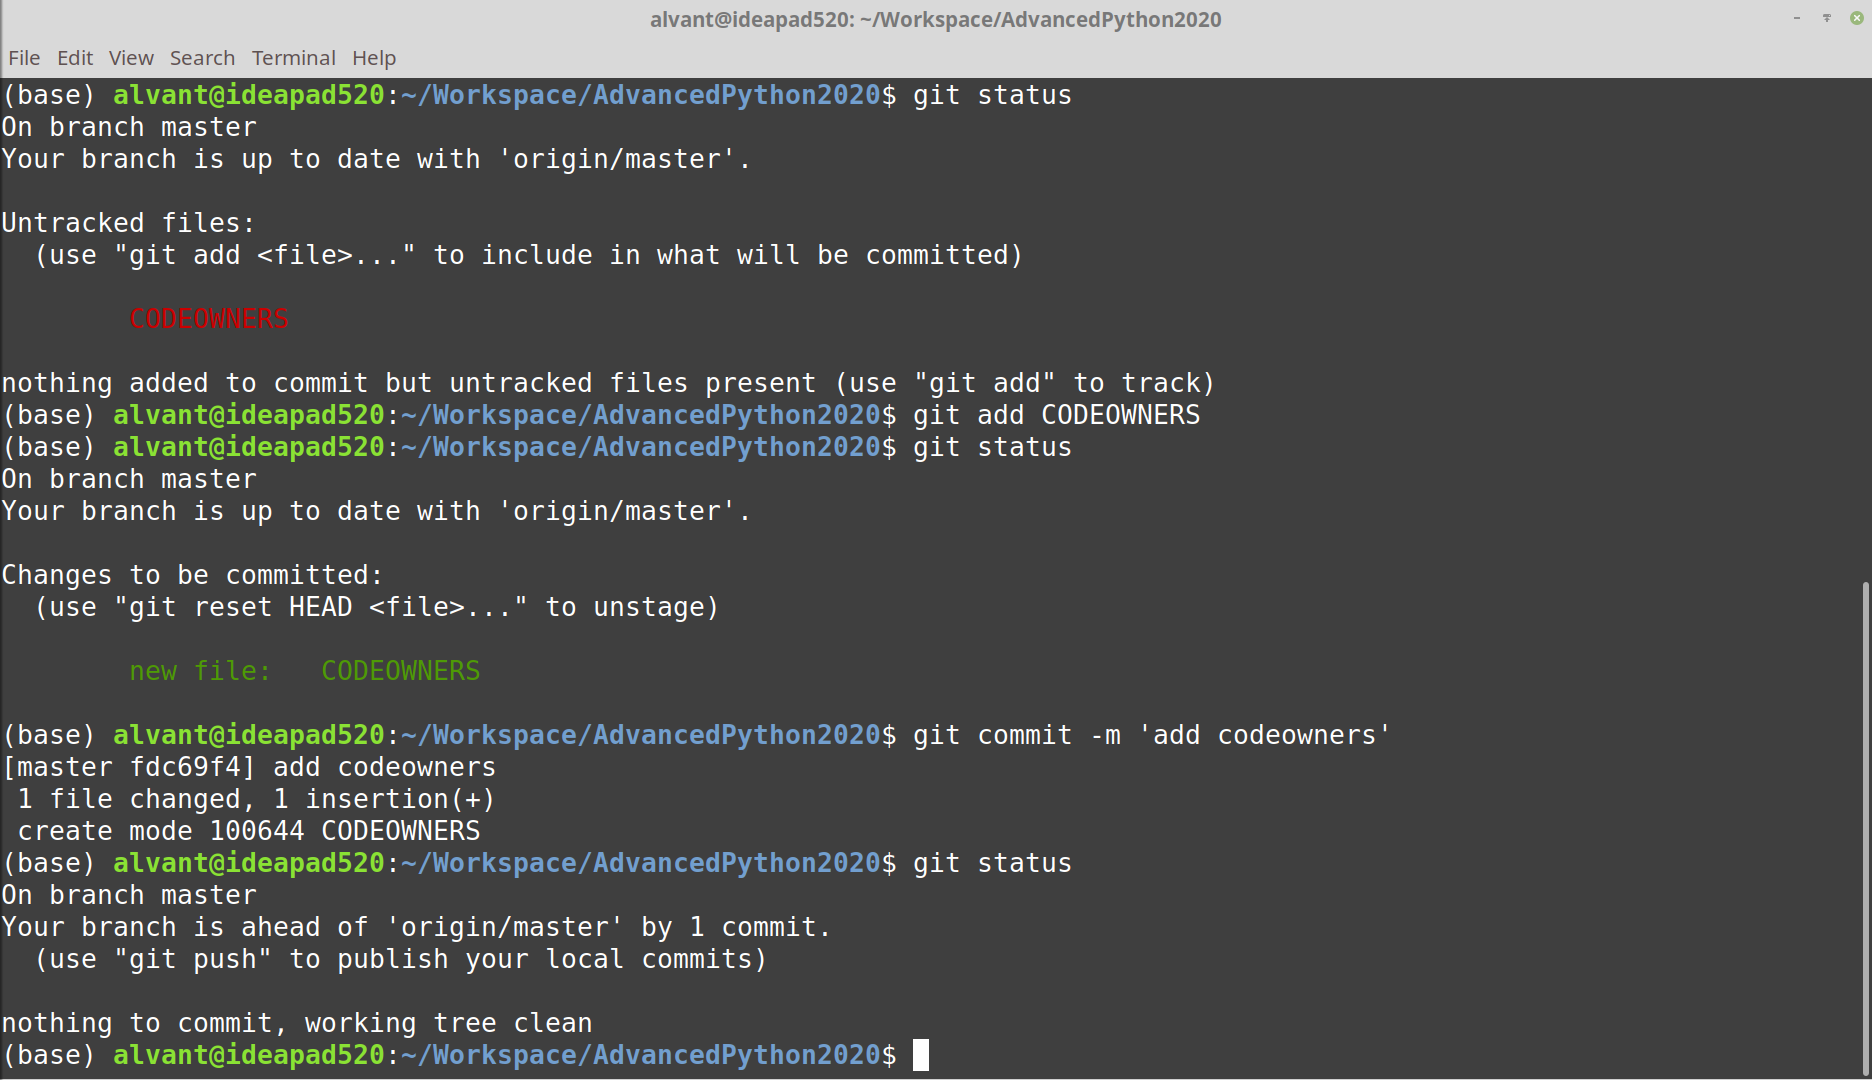 alvant@ideapad520: ~/Workspace/AdvancedPython2020
File Edit View Search Terminal Help
(base) alvant@ideapad520:~/Workspace/AdvancedPython2020$ git status
On branch master
Your branch is up to date with 'origin/master'.
Untracked files:
  (use "git add <file>..." to include in what will be committed)
        CODEOWNERS
nothing added to commit but untracked files present (use "git add" to track)
(base) alvant@ideapad520:~/Workspace/AdvancedPython2020$ git add CODEOWNERS
(base) alvant@ideapad520:~/Workspace/AdvancedPython2020$ git status
On branch master
Your branch is up to date with 'origin/master'.
Changes to be committed:
  (use "git reset HEAD <file>..." to unstage)
        new file:   CODEOWNERS
(base) alvant@ideapad520:~/Workspace/AdvancedPython2020$ git commit -m 'add codeowners'
[master fdc69f4] add codeowners
 1 file changed, 1 insertion(+)
 create mode 100644 CODEOWNERS
(base) alvant@ideapad520:~/Workspace/AdvancedPython2020$ git status
On branch master
Your branch is ahead of 'origin/master' by 1 commit.
  (use "git push" to publish your local commits)
nothing to commit, working tree clean
(base) alvant@ideapad520:~/Workspace/AdvancedPython2020$